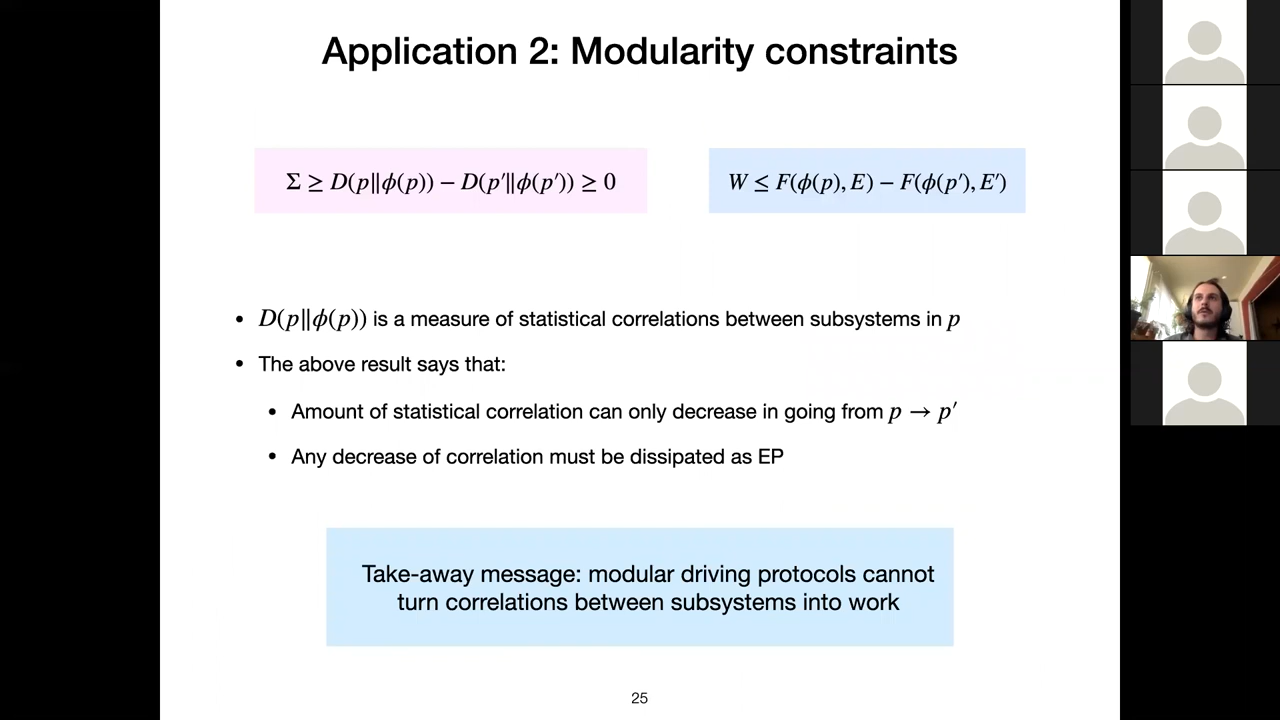 Application 2: Modularity constraints
Σ ≥ D(p∥ϕ(p)) − D(p′∥ϕ(p′)) ≥ 0
W ≤ F(ϕ(p), E) − F(ϕ(p′), E′)
• D(p∥ϕ(p)) is a measure of statistical correlations between subsystems in p
• The above result says that:
• Amount of statistical correlation can only decrease in going from p → p′
• Any decrease of correlation must be dissipated as EP
Take-away message: modular driving protocols cannot
turn correlations between subsystems into work
25